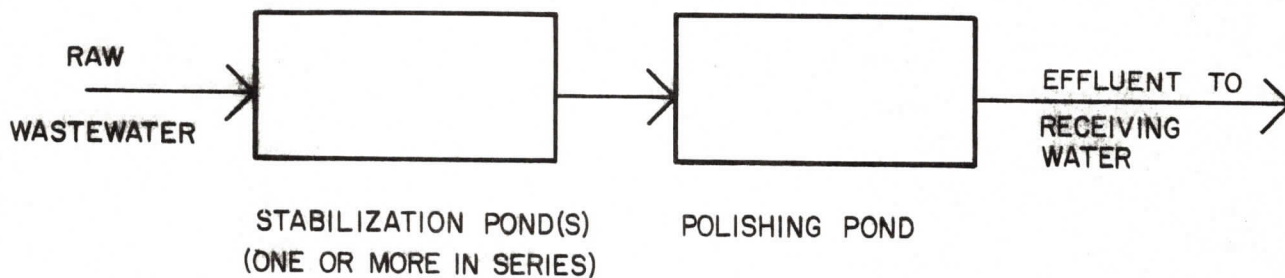 RAW
WASTEWATER
STABILIZATION POND(S)
(ONE OR MORE IN SERIES)
POLISHING POND
EFFLUENT TO
RECEIVING
WATER